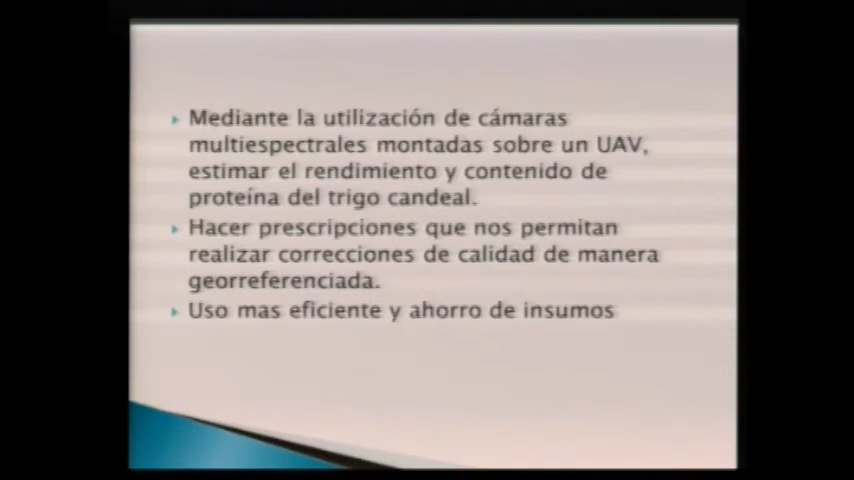 Mediante la utilización de cámaras
multiespectrales montadas sobre un UAV,
estimar el rendimiento y contenido de
proteína del trigo candeal.
Hacer prescripciones que nos permitan
realizar correcciones de calidad de manera
georreferenciada.
Uso mas eficiente y ahorro de insumos